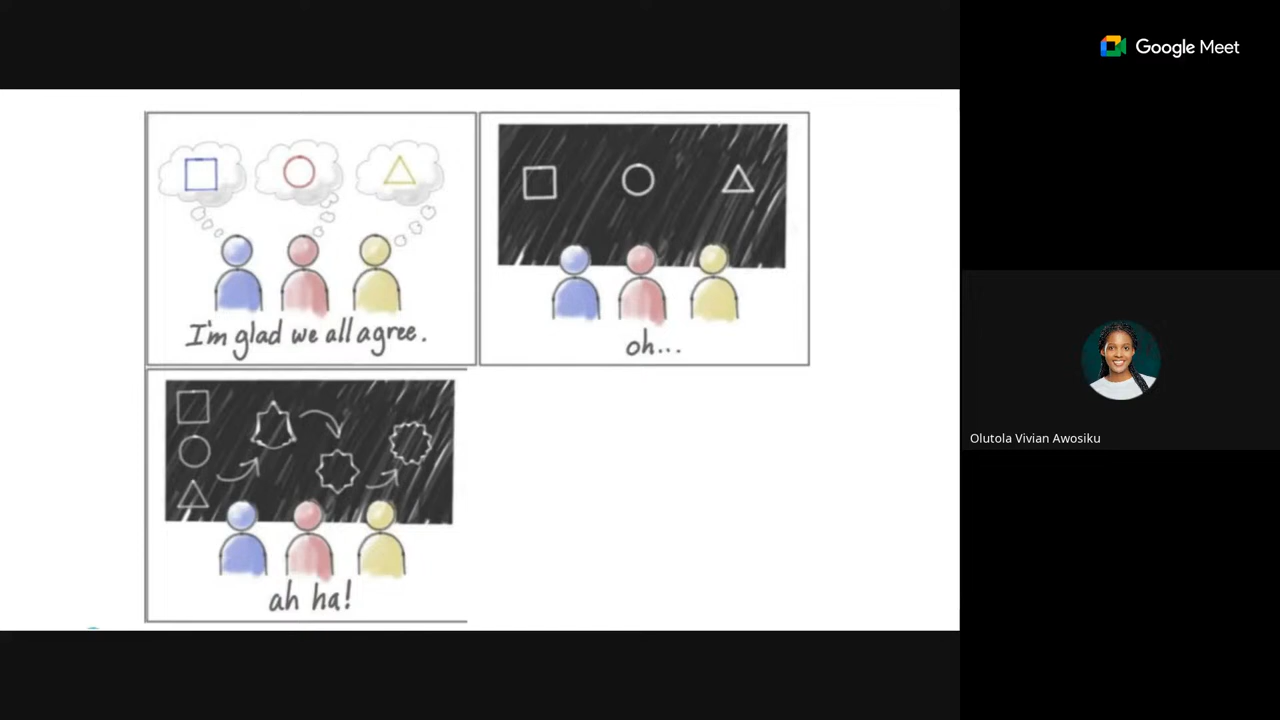 Google Meet
I'm glad we all agree.
oh...
ah ha!
Olutola Vivian Awosiku